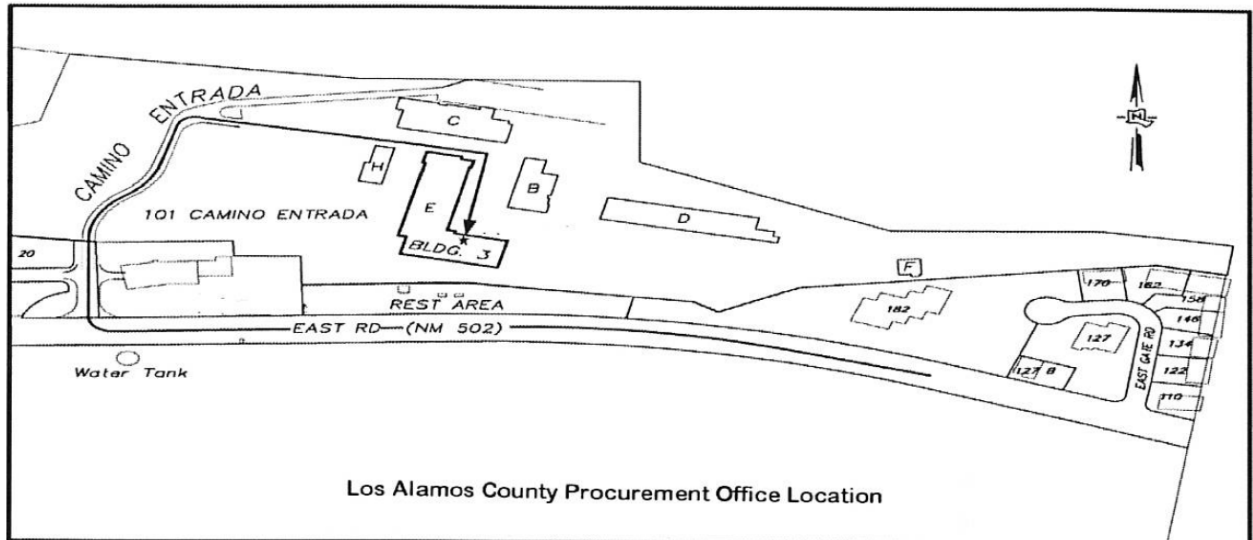 N
CAMINO ENTRADA
C
H
B
E
101 CAMINO ENTRADA
D
BLDG. 3
20
F
170
162
158
REST AREA
182
146
EAST RD (NM 502)
127
134
EAST GATE RD
127 B
122
Water Tank
110
Los Alamos County Procurement Office Location